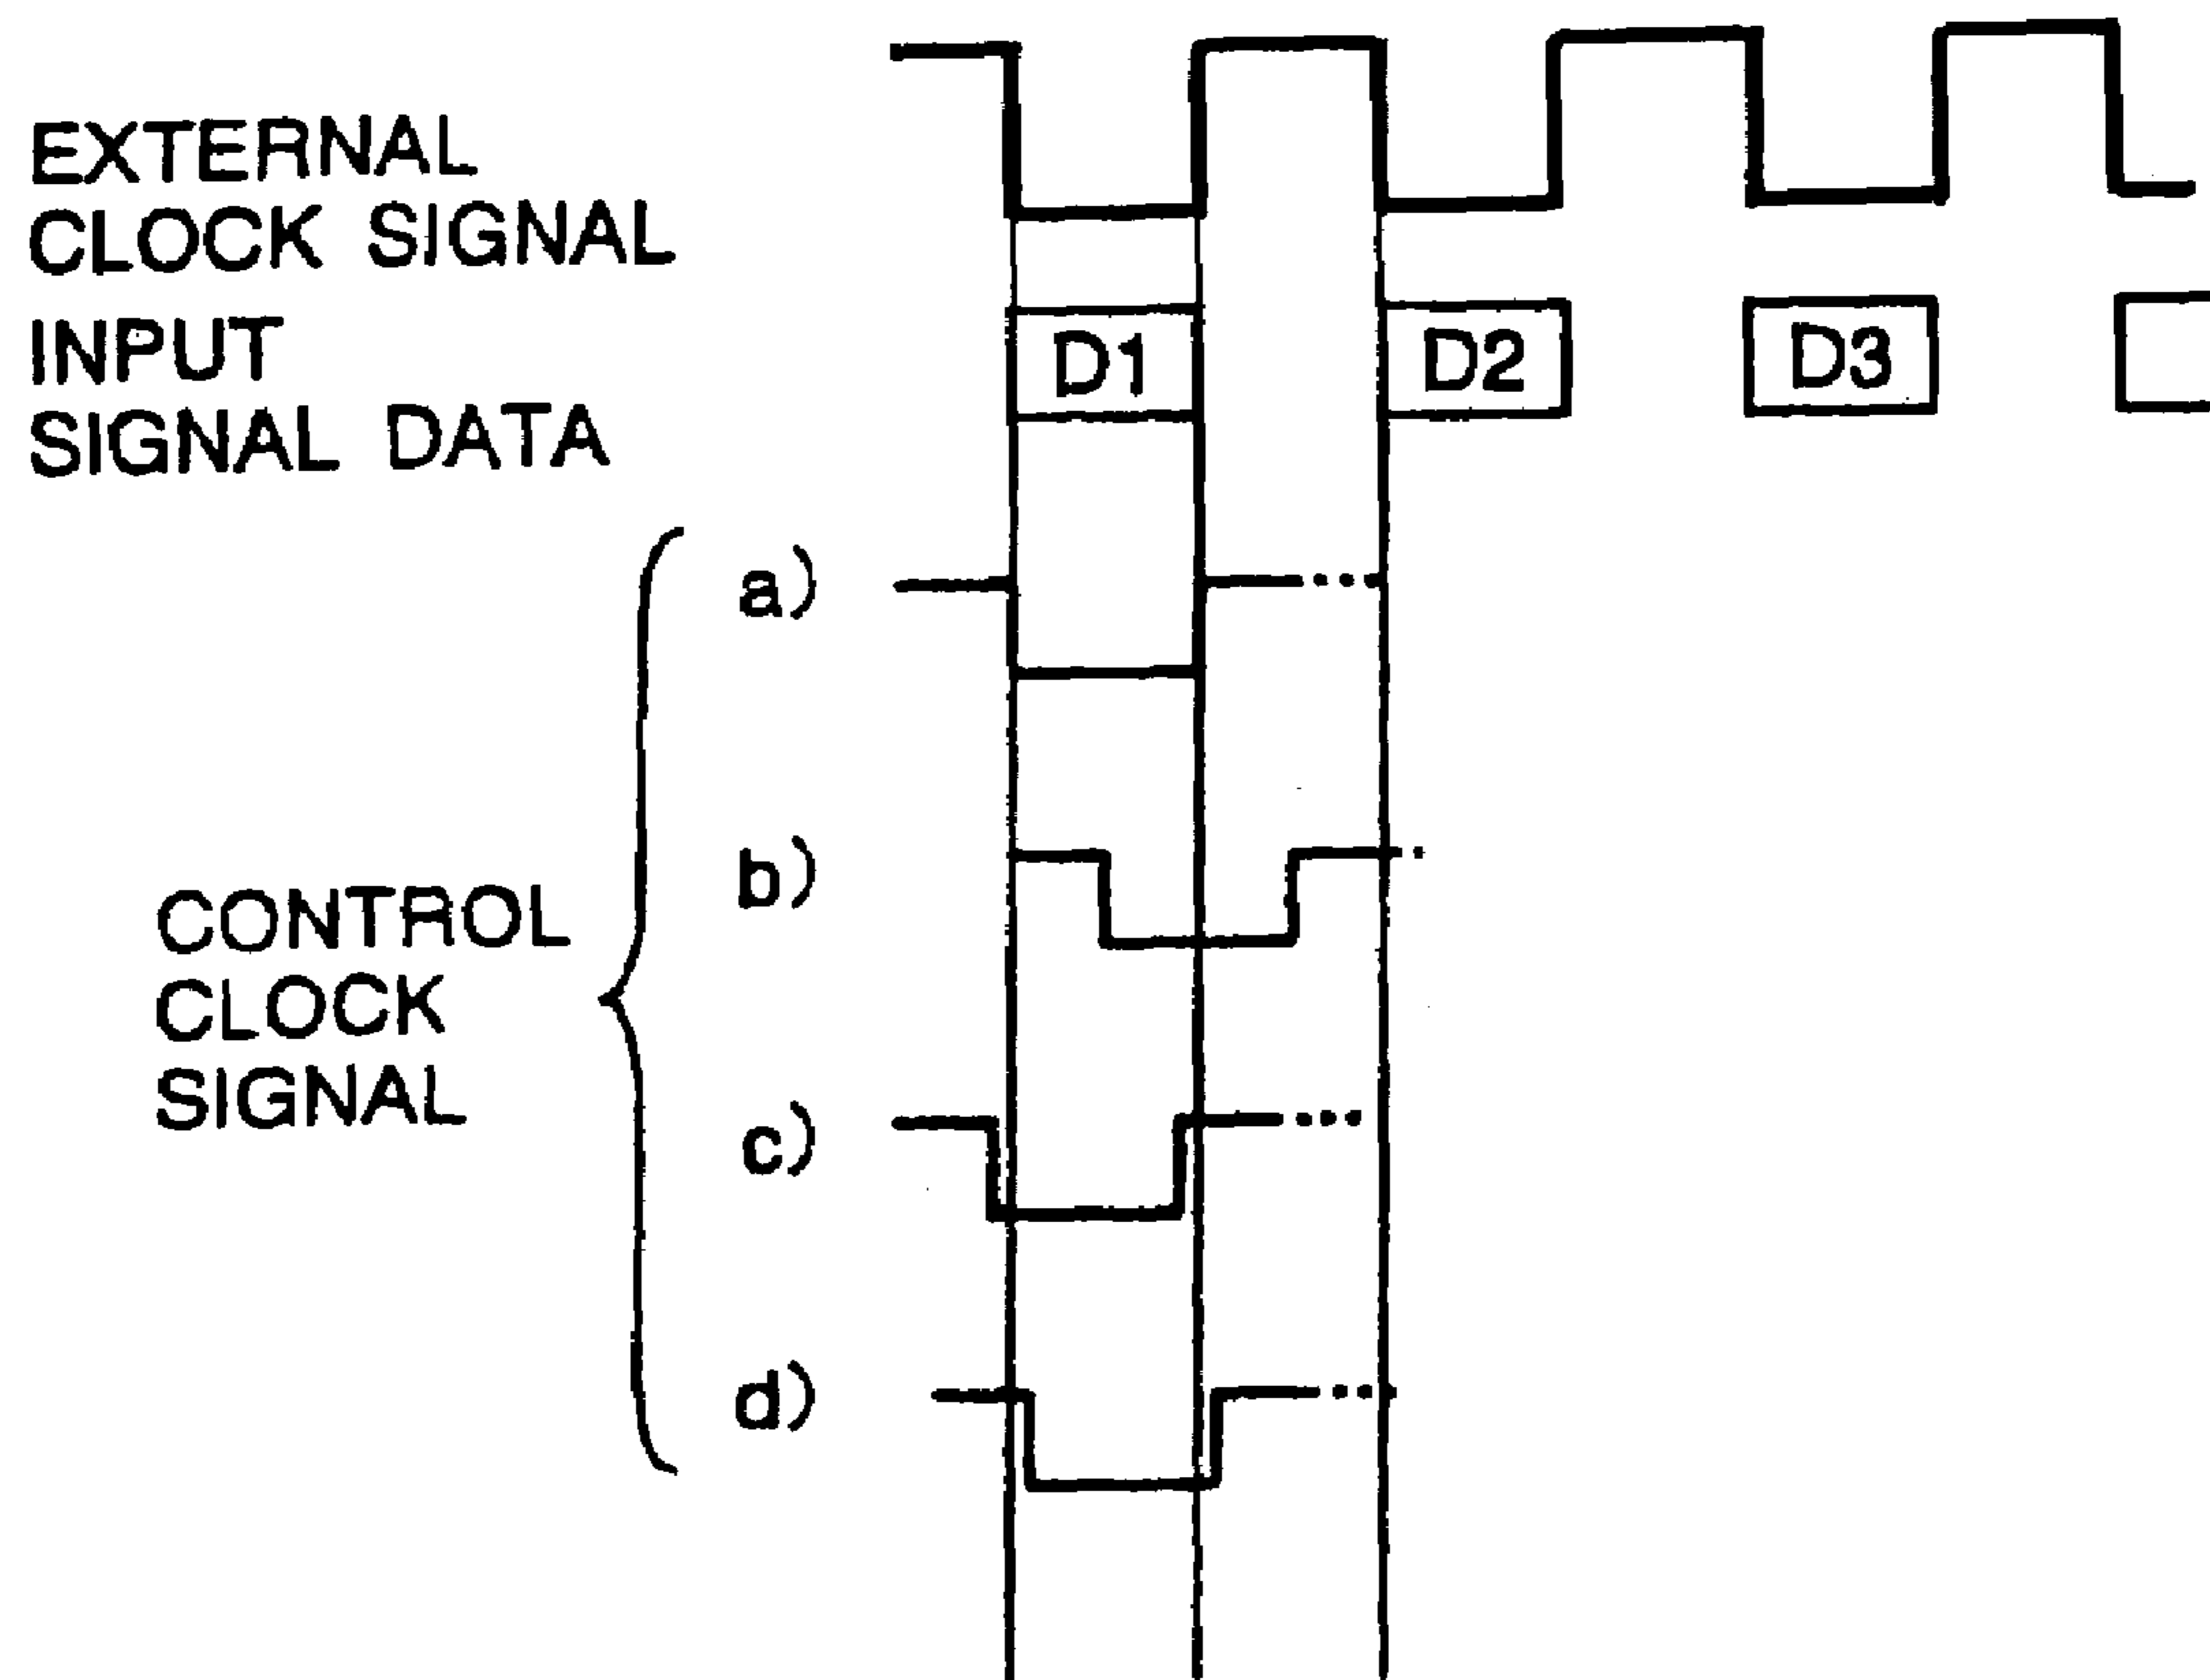 EXTERNAL
CLOCK SIGNAL
INPUT
SIGNAL DATA
D1
D2
D3
a)
b)
CONTROL
CLOCK
SIGNAL
c)
d)